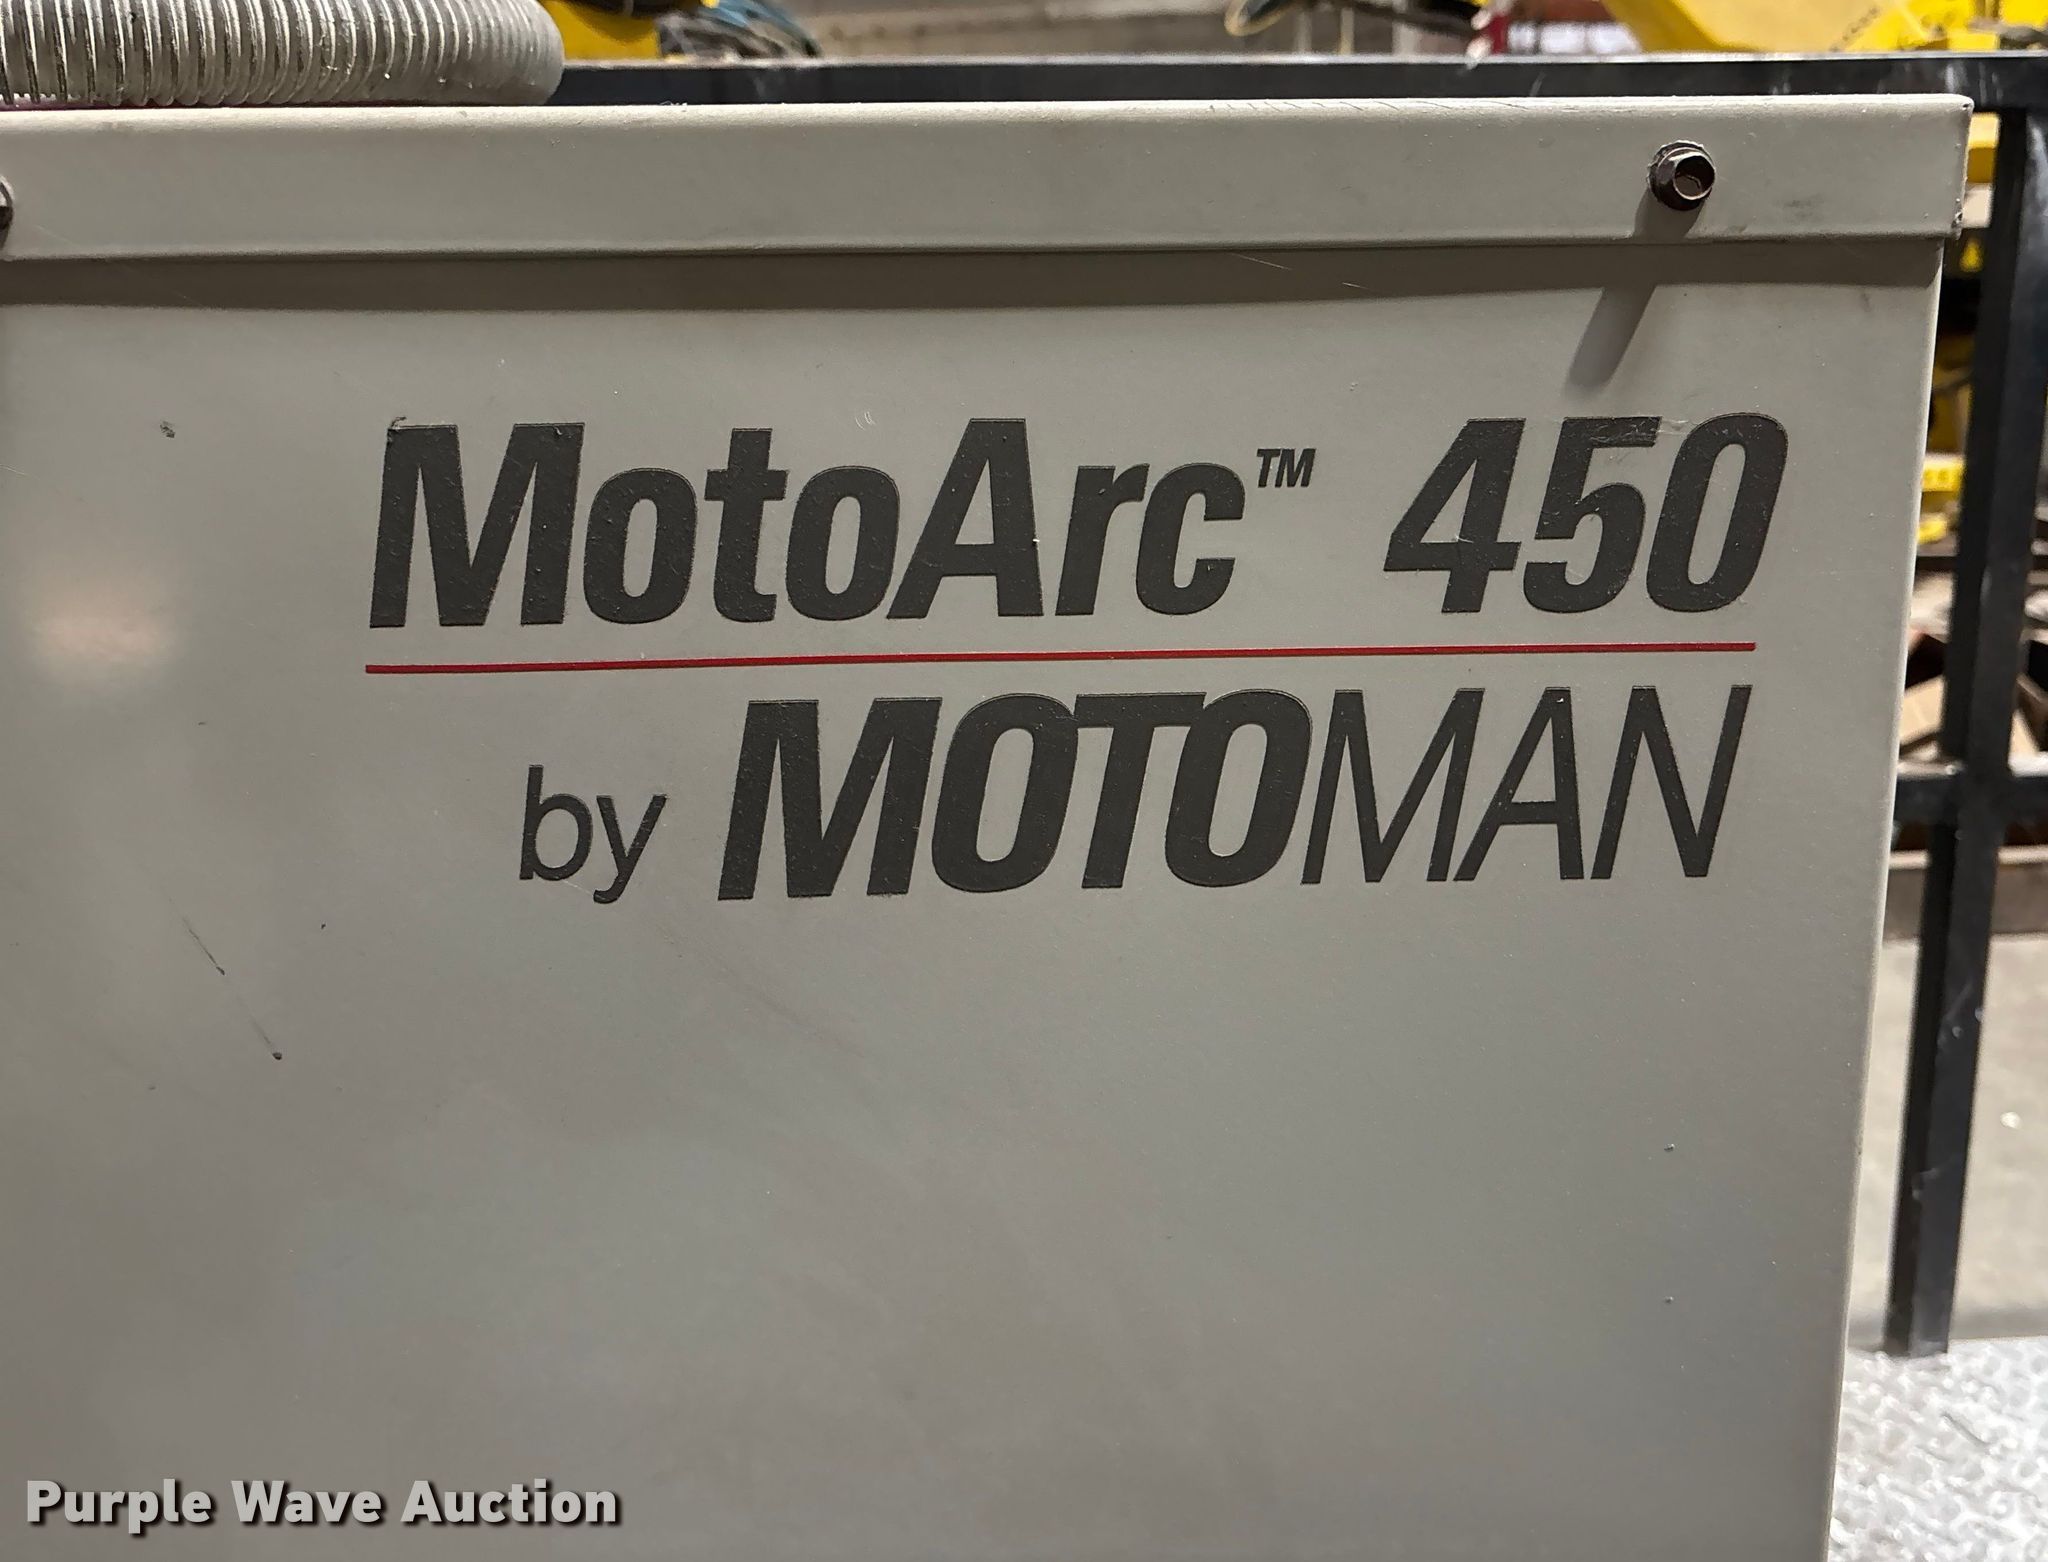 MotoArc™ 450
by MOTOMAN
Purple Wave Auction